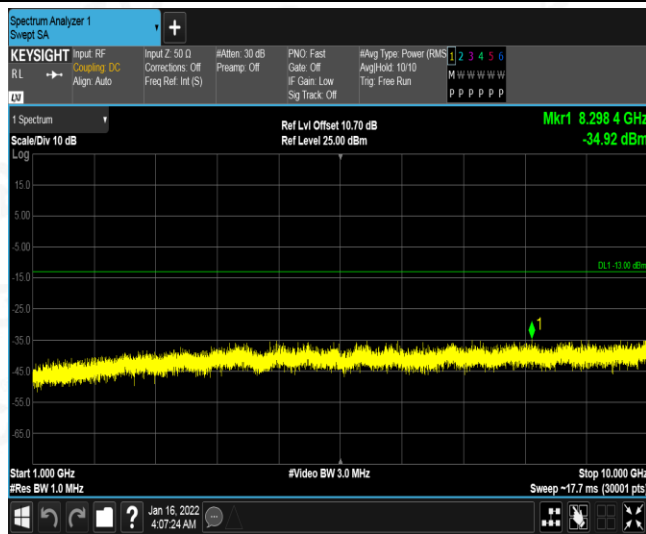 Spectrum Analyzer 1
Swept SA
+
KEYSIGHT
RL
LXI
Input: RF
Coupling: DC
Align: Auto
Input Z: 50 Ω
Corrections: Off
Freq Ref: Int (S)
#Atten: 30 dB
Preamp: Off
PNO: Fast
Gate: Off
IF Gain: Low
Sig Track: Off
#Avg Type: Power (RMS
Avg|Hold: 10/10
Trig: Free Run
1 2 3 4 5 6
M W W W W W
P P P P P P
1 Spectrum
Scale/Div 10 dB
Ref Lvl Offset 10.70 dB
Ref Level 25.00 dBm
Mkr1 8.298 4 GHz
-34.92 dBm
Log
15.0
5.00
-5.00
DL1 -13.00 dBm
-15.0
-25.0
1
-35.0
-45.0
-55.0
-65.0
Start 1.000 GHz
#Video BW 3.0 MHz
Stop 10.000 GHz
#Res BW 1.0 MHz
Sweep ~17.7 ms (30001 pts)
?
Jan 16, 2022
4:07:24 AM